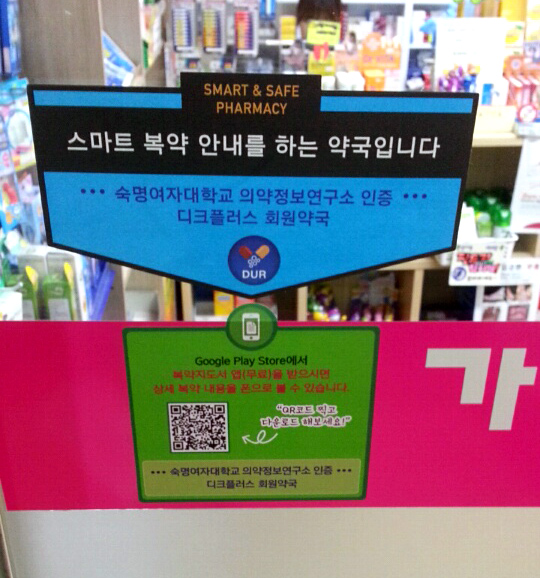 SMART & SAFE
PHARMACY
스마트 복약 안내를 하는 약국입니다
••• 숙명여자대학교 의약정보연구소 인증 •••
디크플러스 회원약국
DUR
Google Play Store에서
복약지도서 앱(무료)을 받으시면
상세 복약 내용을 폰으로 볼 수 있습니다.
"QR코드 찍고
다운로드 해보세요!"
••• 숙명여자대학교 의약정보연구소 인증 •••
디크플러스 회원약국
가